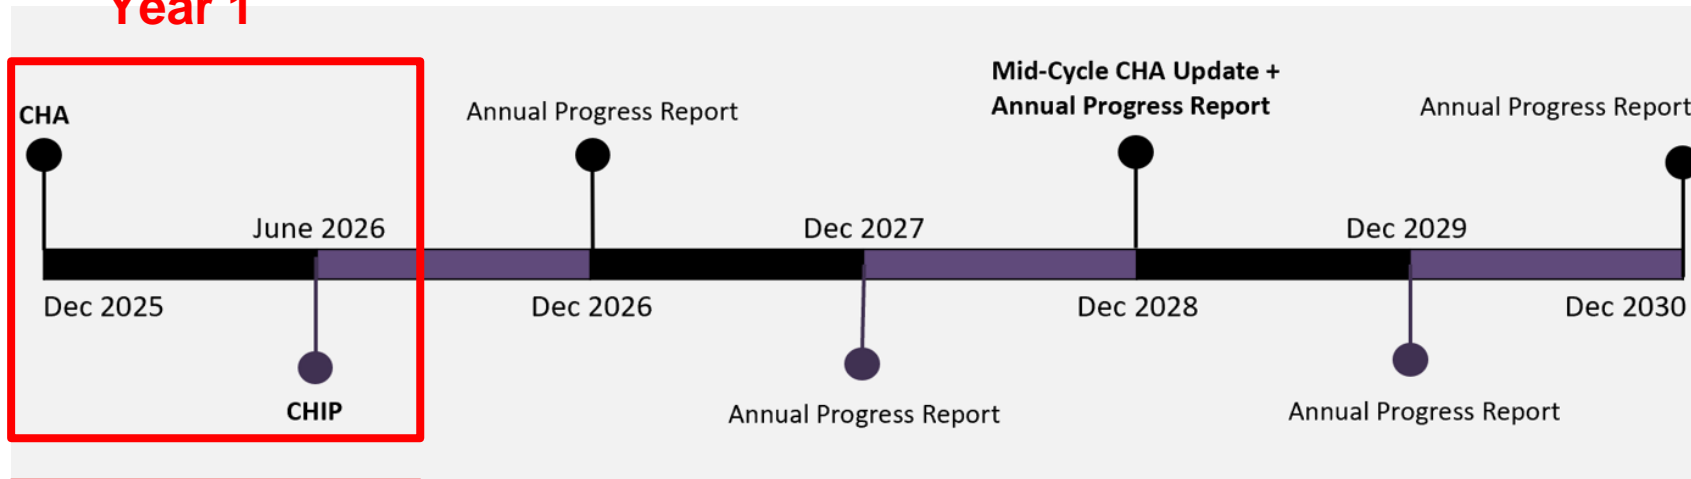 Year 1
Mid-Cycle CHA Update +
Annual Progress Report
CHA
Annual Progress Report
Annual Progress Report
June 2026
Dec 2027
Dec 2029
Dec 2025
Dec 2026
Dec 2028
Dec 2030
CHIP
Annual Progress Report
Annual Progress Report